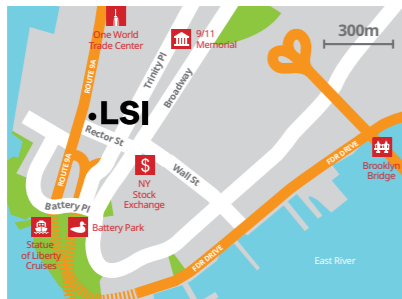 One World
Trade Center
9/11
Memorial
300m
ROUTE 9A
Trinity Pl
Broadway
•LSI
Rector St
ROUTE 9A
$
NY
Stock
Exchange
Wall St
FDR DRIVE
Brooklyn
Bridge
Battery Pl
Battery Park
Statue
of Liberty
Cruises
FDR DRIVE
East River